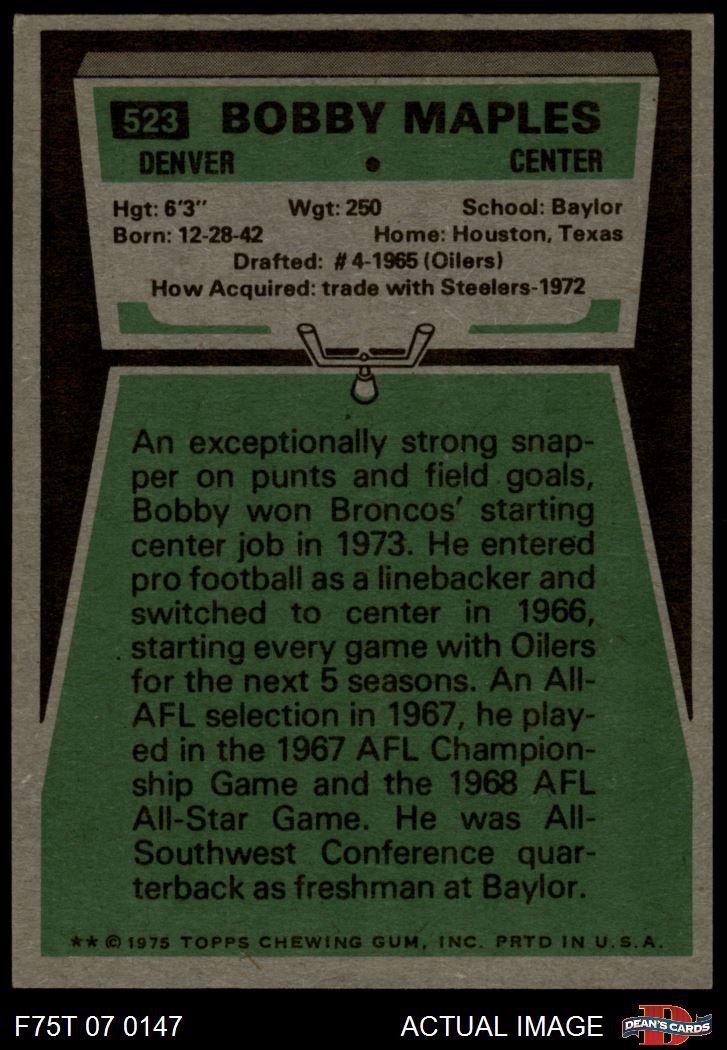 523 BOBBY MAPLES
DENVER • CENTER
Hgt: 6'3" Wgt: 250 School: Baylor
Born: 12-28-42 Home: Houston, Texas
Drafted: #4-1965 (Oilers)
How Acquired: trade with Steelers-1972
An exceptionally strong snap-
per on punts and field goals,
Bobby won Broncos' starting
center job in 1973. He entered
pro football as a linebacker and
switched to center in 1966,
starting every game with Oilers
for the next 5 seasons. An All-
AFL selection in 1967, he play-
ed in the 1967 AFL Champion-
ship Game and the 1968 AFL
All-Star Game. He was All-
Southwest Conference quar-
terback as freshman at Baylor.
** © 1975 TOPPS CHEWING GUM, INC. PRTD IN U.S.A.
F75T 07 0147 ACTUAL IMAGE D DEAN'S CARDS